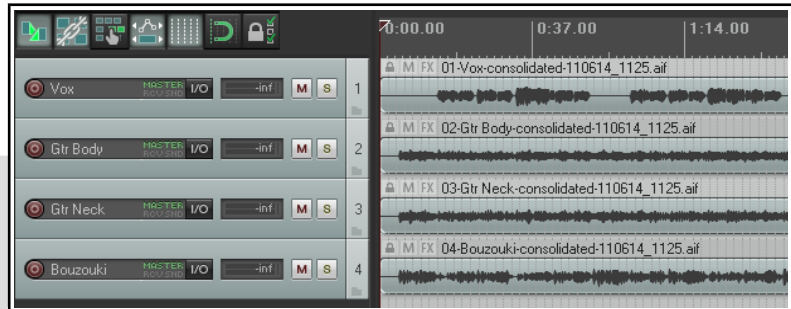 0:00.00 0:37.00 1:14.00
M FX 01-Vox-consolidated-110614_1125.aif
Vox MASTER RCV SND I/O -inf M S 1
M FX 02-Gtr Body-consolidated-110614_1125.aif
Gtr Body MASTER RCV SND I/O -inf M S 2
M FX 03-Gtr Neck-consolidated-110614_1125.aif
Gtr Neck MASTER RCV SND I/O -inf M S 3
M FX 04-Bouzouki-consolidated-110614_1125.aif
Bouzouki MASTER RCV SND I/O -inf M S 4